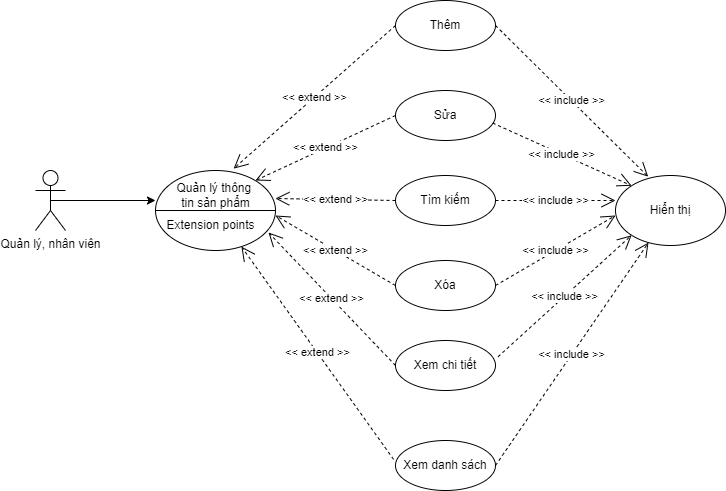 Thêm
<< extend >>
<< include >>
Sửa
<< extend >>
<< include >>
Quản lý thông
tin sản phẩm
Extension points
Tìm kiếm
<< extend >>
<< include >>
Hiển thị
Quản lý, nhân viên
<< extend >>
<< include >>
Xóa
<< extend >>
<< include >>
Xem chi tiết
<< extend >>
<< include >>
Xem danh sách